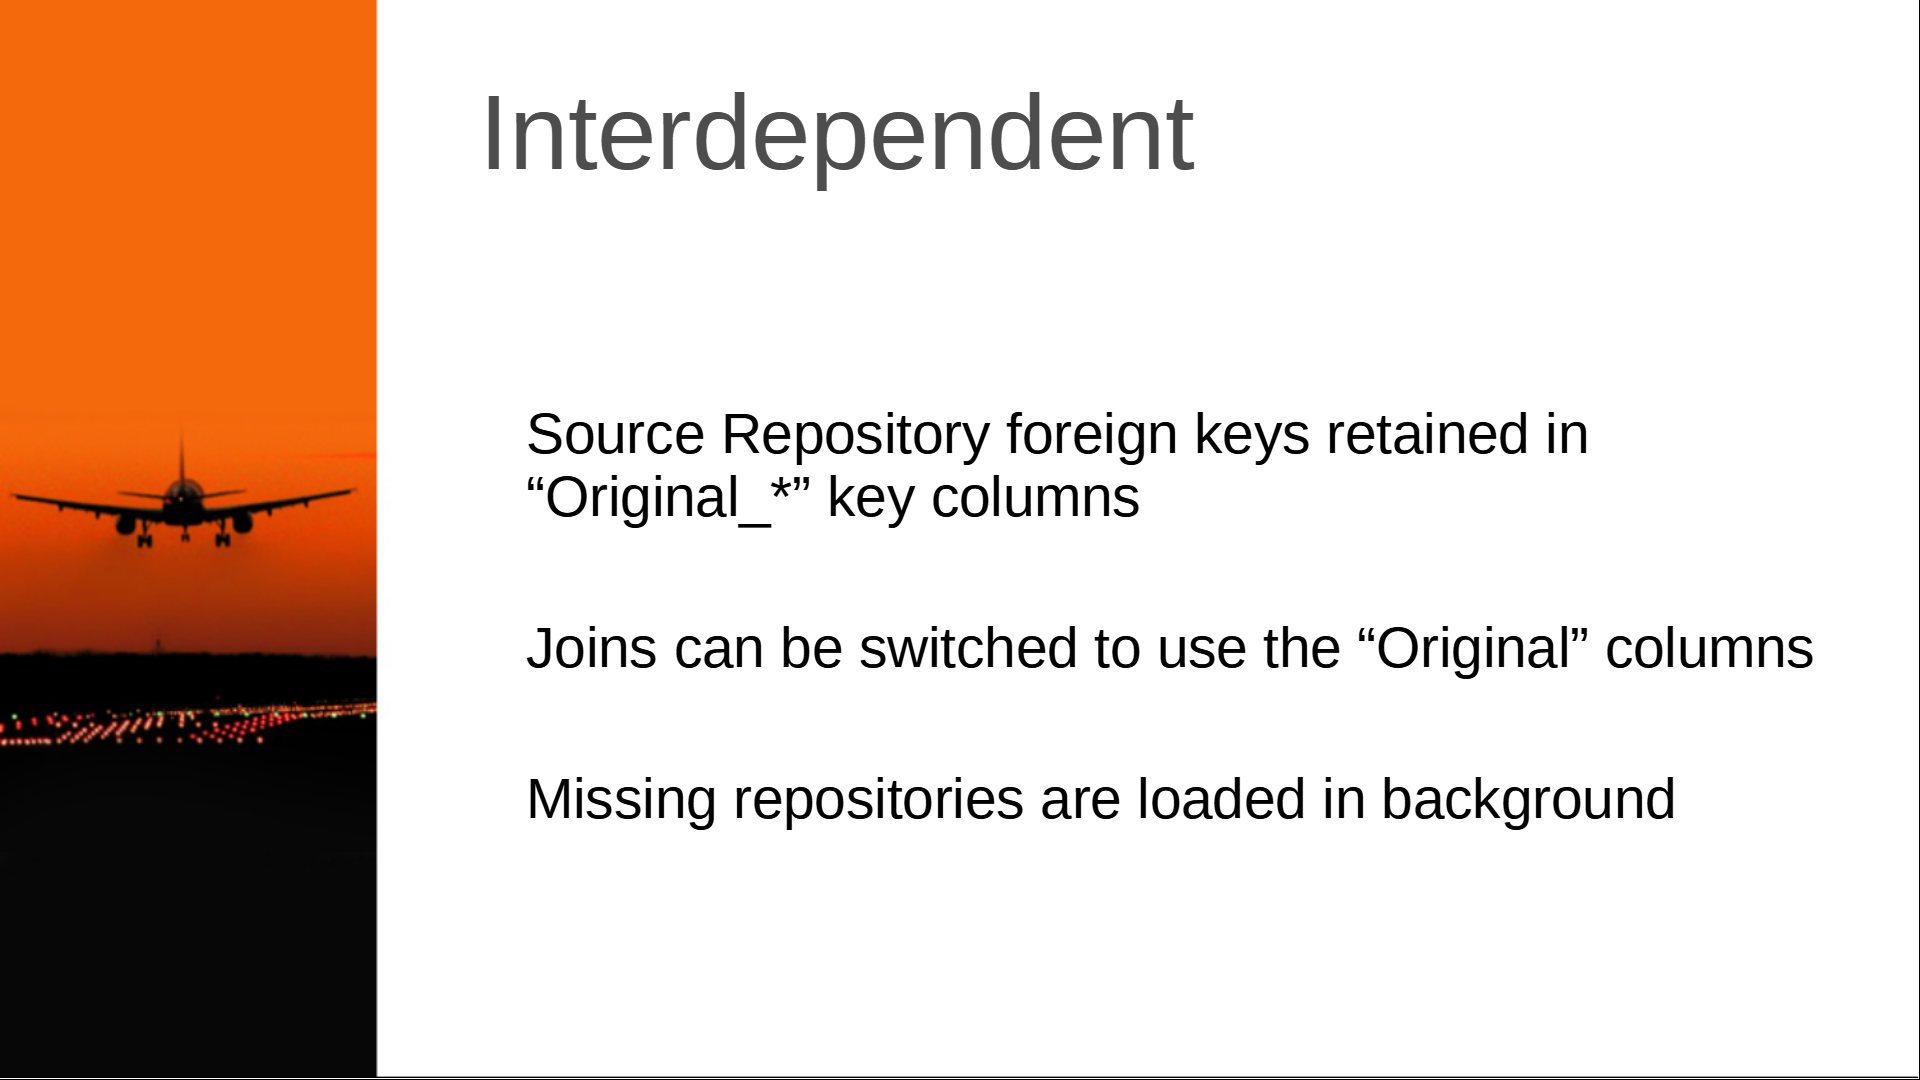 Interdependent
Source Repository foreign keys retained in
“Original_*” key columns
Joins can be switched to use the “Original” columns
Missing repositories are loaded in background